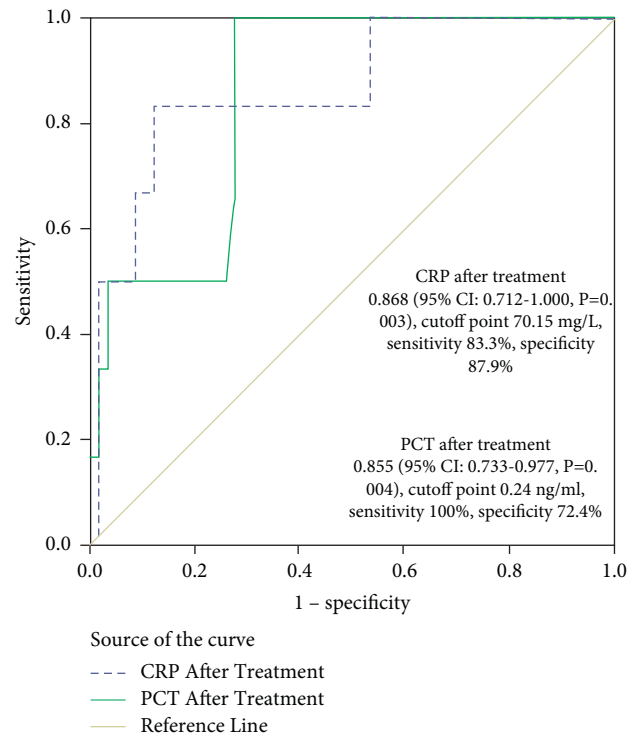 1.0
0.8
0.6
0.4
0.2
0.0
Sensitivity
CRP after treatment
0.868 (95% CI: 0.712-1.000, P=0.
003), cutoff point 70.15 mg/L,
sensitivity 83.3%, specificity
87.9%
PCT after treatment
0.855 (95% CI: 0.733-0.977, P=0.
004), cutoff point 0.24 ng/ml,
sensitivity 100%, specificity 72.4%
0.0 0.2 0.4 0.6 0.8 1.0
1 – specificity
Source of the curve
CRP After Treatment
PCT After Treatment
Reference Line